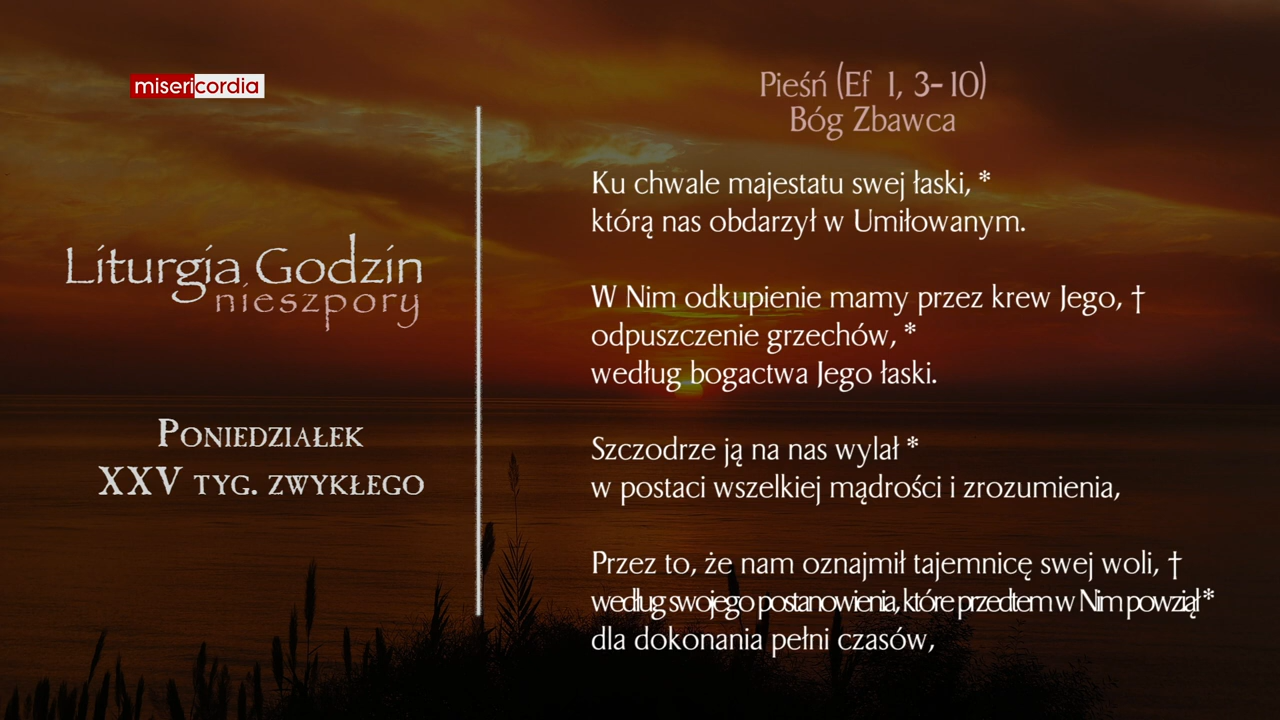 misericordia
Liturgia Godzin
nieszpory
Poniedziałek
XXV tyg. zwykłego
Pieśń (Ef 1, 3-10)
Bóg Zbawca
Ku chwale majestatu swej łaski, *
którą nas obdarzył w Umiłowanym.
W Nim odkupienie mamy przez krew Jego, †
odpuszczenie grzechów, *
według bogactwa Jego łaski.
Szczodrze ją na nas wylał *
w postaci wszelkiej mądrości i zrozumienia,
Przez to, że nam oznajmił tajemnicę swej woli, †
według swojego postanowienia, które przedtem w Nim powziął *
dla dokonania pełni czasów,